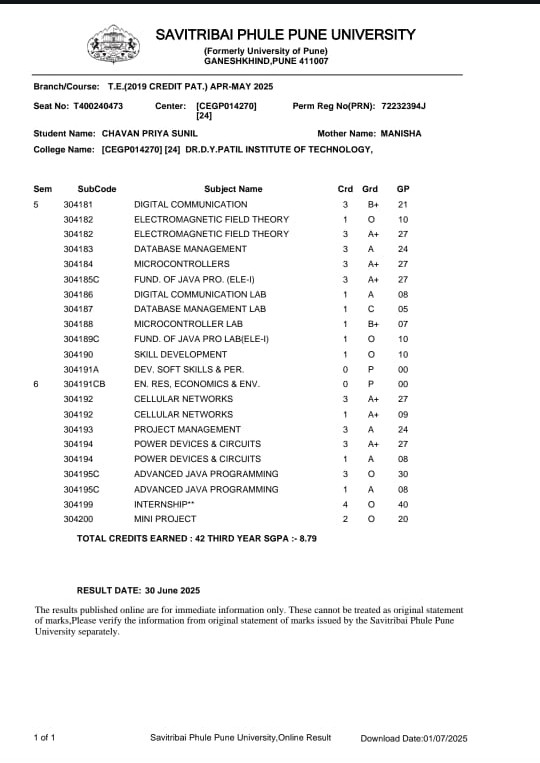 SAVITRIBAI PHULE PUNE UNIVERSITY
(Formerly University of Pune)
GANESHKHIND,PUNE 411007
Branch/Course: T.E.(2019 CREDIT PAT.) APR-MAY 2025
Seat No: T400240473 Center: [CEGP014270] Perm Reg No(PRN): 72232394J
[24]
Student Name: CHAVAN PRIYA SUNIL Mother Name: MANISHA
College Name: [CEGP014270] [24] DR.D.Y.PATIL INSTITUTE OF TECHNOLOGY,
Sem SubCode Subject Name Crd Grd GP
5 304181 DIGITAL COMMUNICATION 3 B+ 21
304182 ELECTROMAGNETIC FIELD THEORY 1 O 10
304182 ELECTROMAGNETIC FIELD THEORY 3 A+ 27
304183 DATABASE MANAGEMENT 3 A 24
304184 MICROCONTROLLERS 3 A+ 27
304185C FUND. OF JAVA PRO. (ELE-I) 3 A+ 27
304186 DIGITAL COMMUNICATION LAB 1 A 08
304187 DATABASE MANAGEMENT LAB 1 C 05
304188 MICROCONTROLLER LAB 1 B+ 07
304189C FUND. OF JAVA PRO LAB(ELE-I) 1 O 10
304190 SKILL DEVELOPMENT 1 O 10
304191A DEV. SOFT SKILLS & PER. 0 P 00
6 304191CB EN. RES, ECONOMICS & ENV. 0 P 00
304192 CELLULAR NETWORKS 3 A+ 27
304192 CELLULAR NETWORKS 1 A+ 09
304193 PROJECT MANAGEMENT 3 A 24
304194 POWER DEVICES & CIRCUITS 3 A+ 27
304194 POWER DEVICES & CIRCUITS 1 A 08
304195C ADVANCED JAVA PROGRAMMING 3 O 30
304195C ADVANCED JAVA PROGRAMMING 1 A 08
304199 INTERNSHIP** 4 O 40
304200 MINI PROJECT 2 O 20
TOTAL CREDITS EARNED : 42 THIRD YEAR SGPA :- 8.79
RESULT DATE: 30 June 2025
The results published online are for immediate information only. These cannot be treated as original statement
of marks,Please verify the information from original statement of marks issued by the Savitribai Phule Pune
University separately.
1 of 1 Savitribai Phule Pune University,Online Result Download Date:01/07/2025